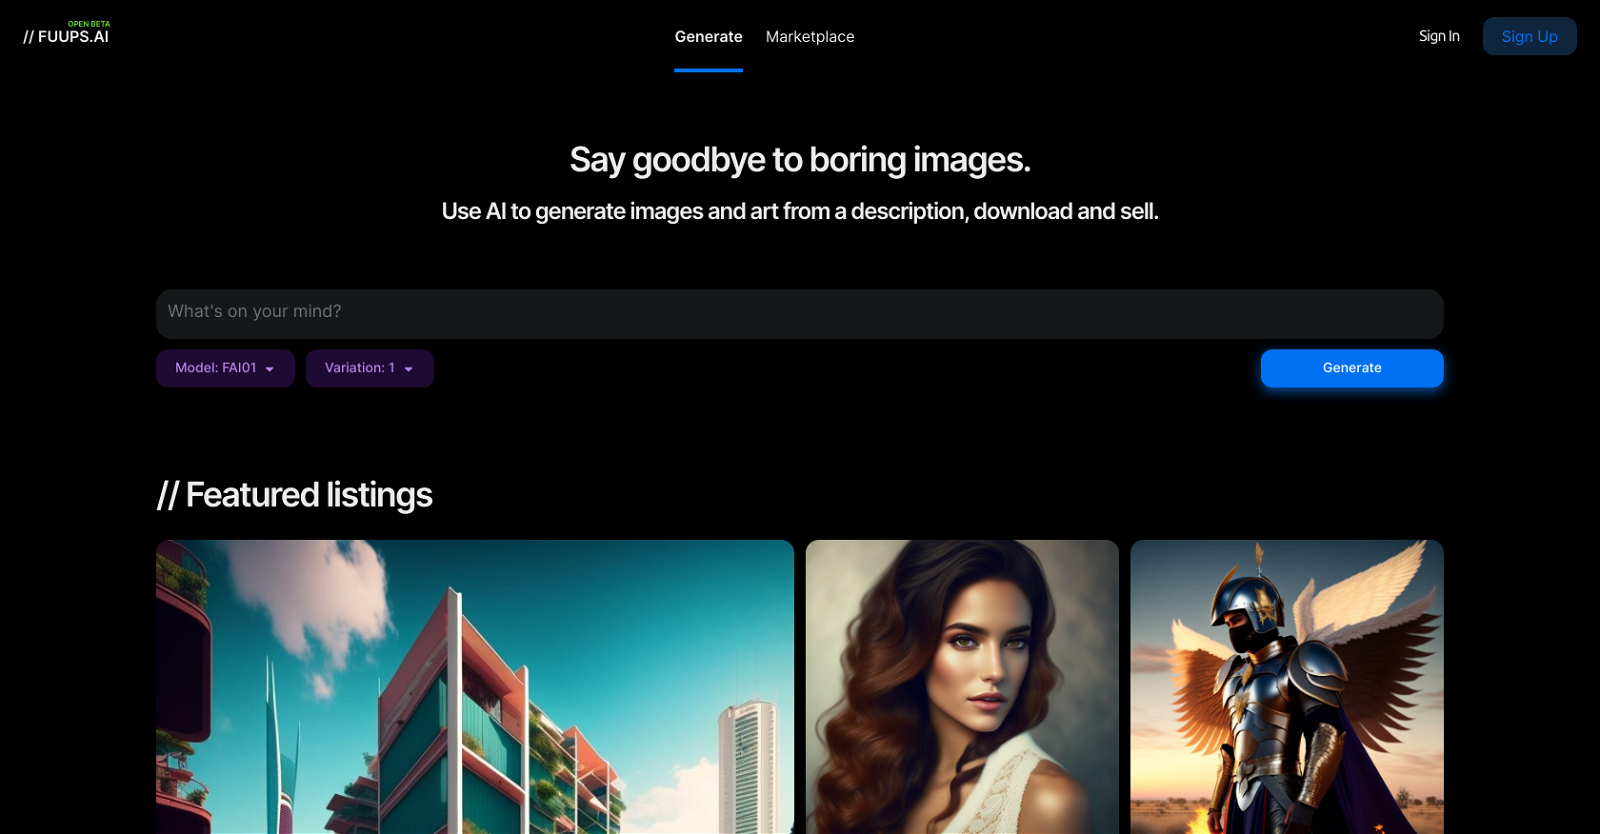 OPEN BETA
// FUUPS.AI
Generate
Marketplace
Sign In
Sign Up
Say goodbye to boring images.
Use AI to generate images and art from a description, download and sell.
What's on your mind?
Model: FAI01
Variation: 1
Generate
// Featured listings